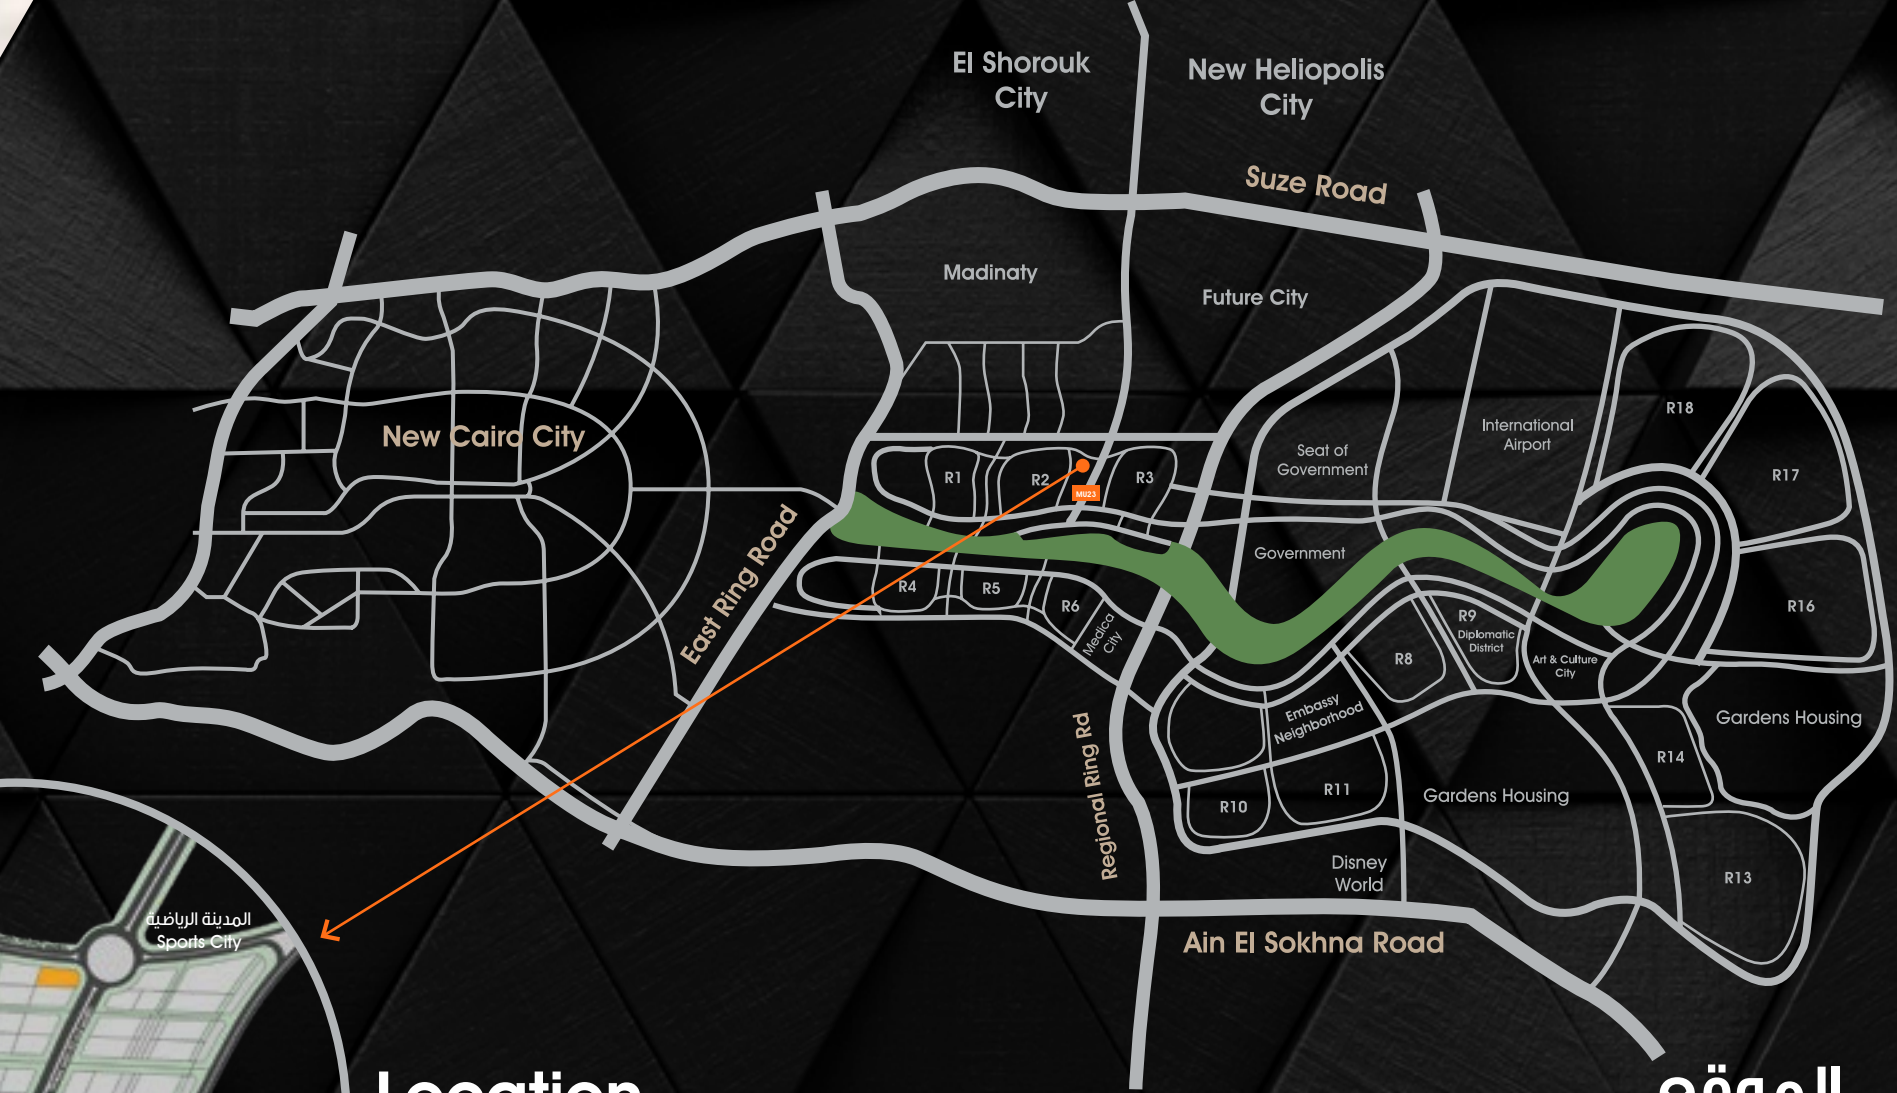 El Shorouk
City
New Heliopolis
City
Suze Road
Madinaty
Future City
New Cairo City
Seat of
Government
International
Airport
R18
R17
R1
R2
R3
MU23
East Ring Road
Government
R4
R5
R6
Medica
City
R9
Diplomatic
District
R16
R8
Art & Culture
City
Embassy
Neighborhood
Gardens Housing
R14
Regional Ring Rd
R10
R11
Gardens Housing
Disney
World
R13
المدينة الرياضية
Sports City
Ain El Sokhna Road
Location
الموقع